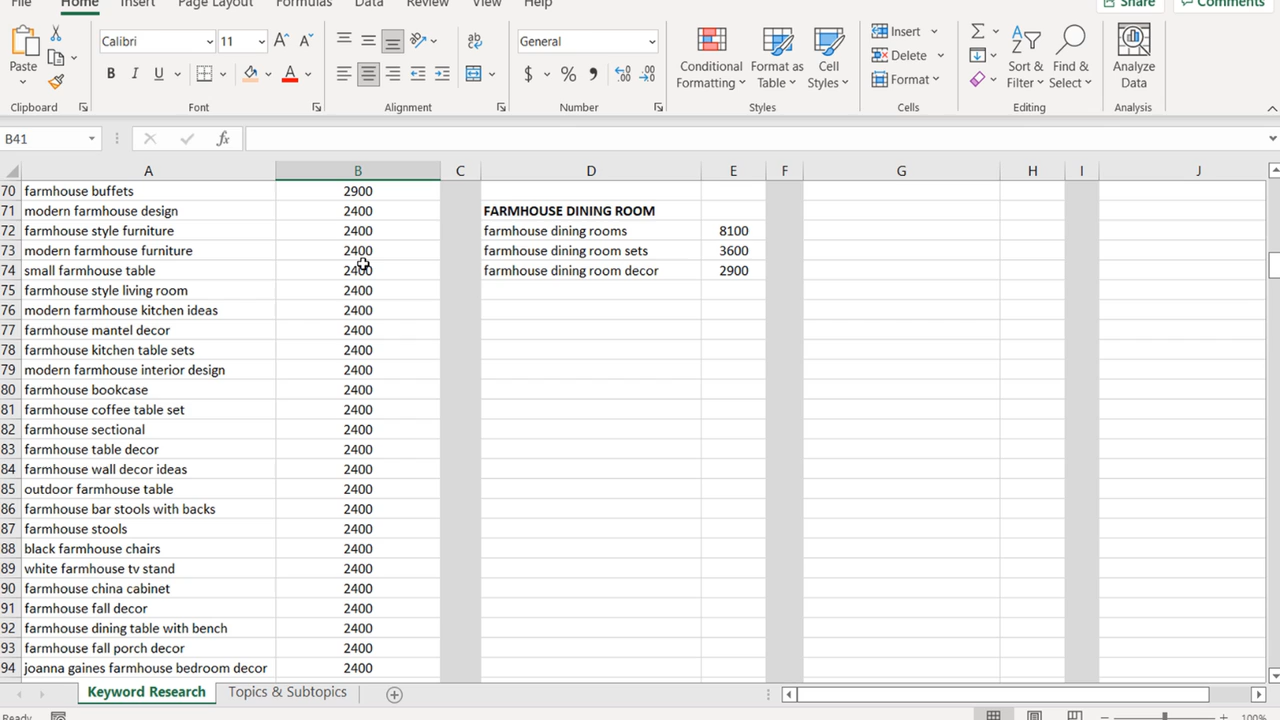 File Home Insert Page Layout Formulas Data Review View Help Share Comments
Calibri 11 General
Paste
Conditional Formatting
Format as Table
Cell Styles
Insert
Delete
Format
Sort & Filter
Find & Select
Analyze Data
Clipboard Font Alignment Number Styles Cells Editing Analysis
B41 fx
A B C D E F G H I J
70 farmhouse buffets 2900
71 modern farmhouse design 2400 FARMHOUSE DINING ROOM
72 farmhouse style furniture 2400 farmhouse dining rooms 8100
73 modern farmhouse furniture 2400 farmhouse dining room sets 3600
74 small farmhouse table 2400 farmhouse dining room decor 2900
75 farmhouse style living room 2400
76 modern farmhouse kitchen ideas 2400
77 farmhouse mantel decor 2400
78 farmhouse kitchen table sets 2400
79 modern farmhouse interior design 2400
80 farmhouse bookcase 2400
81 farmhouse coffee table set 2400
82 farmhouse sectional 2400
83 farmhouse table decor 2400
84 farmhouse wall decor ideas 2400
85 outdoor farmhouse table 2400
86 farmhouse bar stools with backs 2400
87 farmhouse stools 2400
88 black farmhouse chairs 2400
89 white farmhouse tv stand 2400
90 farmhouse china cabinet 2400
91 farmhouse fall decor 2400
92 farmhouse dining table with bench 2400
93 farmhouse fall porch decor 2400
94 joanna gaines farmhouse bedroom decor 2400
Keyword Research Topics & Subtopics
Ready 100%